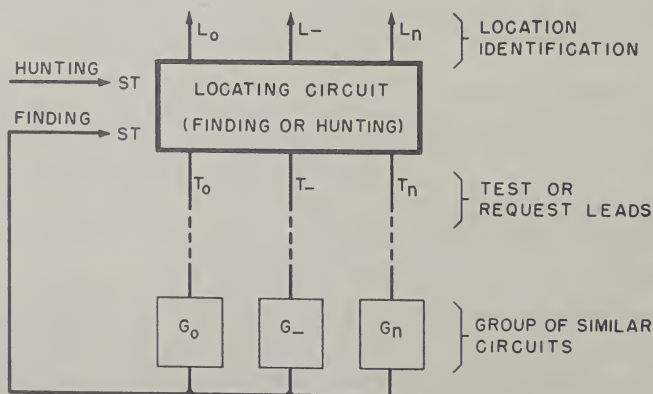 L₀ L– Lₙ
LOCATION
IDENTIFICATION
HUNTING
ST
LOCATING CIRCUIT
(FINDING OR HUNTING)
FINDING
ST
T₀ T– Tₙ
TEST OR
REQUEST LEADS
G₀ G– Gₙ
GROUP OF SIMILAR
CIRCUITS